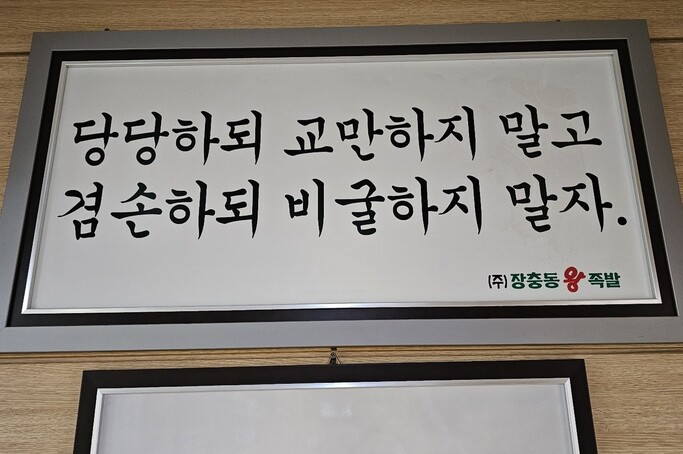 당당하되 교만하지 말고
겸손하되 비굴하지 말자.
(주) 장충동 왕 족발